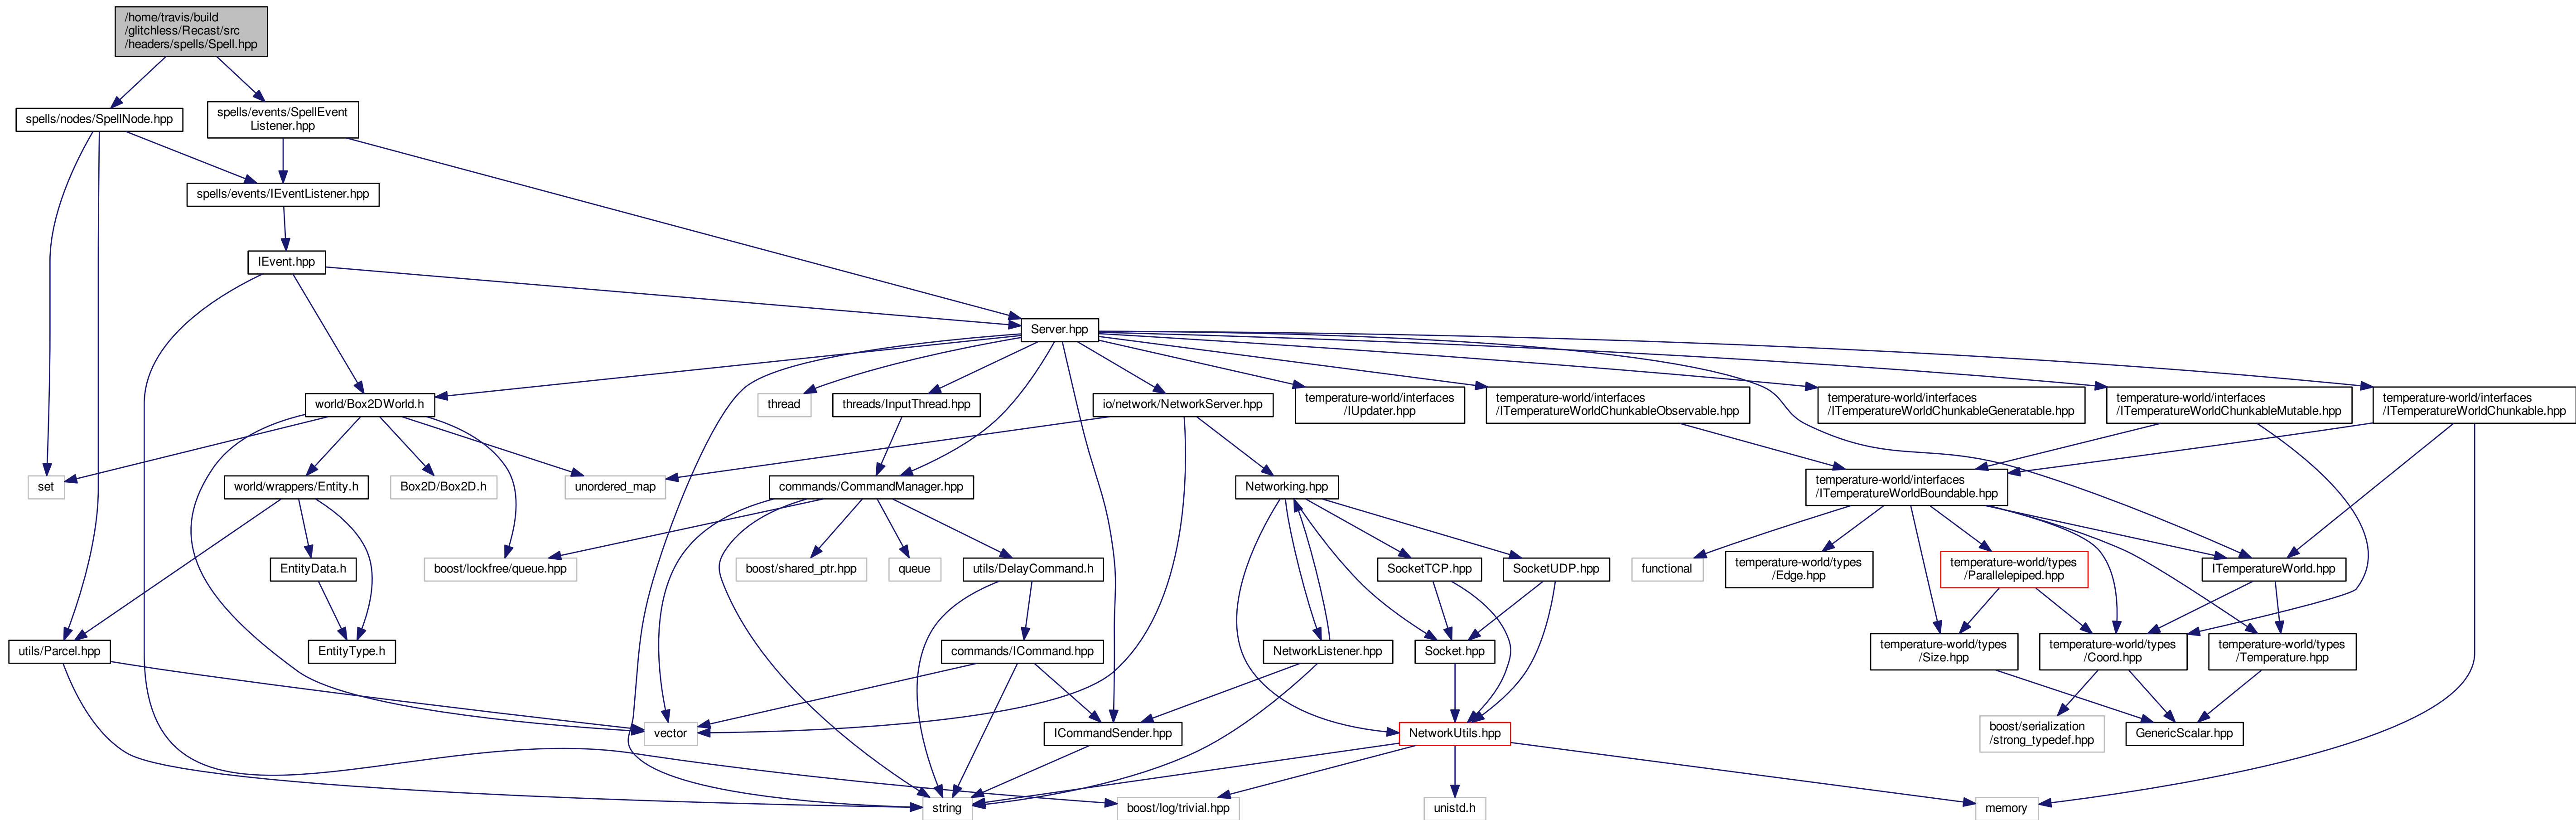 /home/travis/build
/glitchless/Recast/src
/headers/spells/Spell.hpp
spells/nodes/SpellNode.hpp
spells/events/SpellEvent
Listener.hpp
spells/events/IEventListener.hpp
IEvent.hpp
Server.hpp
world/Box2DWorld.h
thread
threads/InputThread.hpp
io/network/NetworkServer.hpp
temperature-world/interfaces
/IUpdater.hpp
temperature-world/interfaces
/ITemperatureWorldChunkableObservable.hpp
temperature-world/interfaces
/ITemperatureWorldChunkableGeneratable.hpp
temperature-world/interfaces
/ITemperatureWorldChunkableMutable.hpp
temperature-world/interfaces
/ITemperatureWorldChunkable.hpp
set
world/wrappers/Entity.h
Box2D/Box2D.h
unordered_map
commands/CommandManager.hpp
Networking.hpp
temperature-world/interfaces
/ITemperatureWorldBoundable.hpp
EntityData.h
boost/lockfree/queue.hpp
boost/shared_ptr.hpp
queue
utils/DelayCommand.h
SocketTCP.hpp
SocketUDP.hpp
functional
temperature-world/types
/Edge.hpp
temperature-world/types
/Parallelepiped.hpp
ITemperatureWorld.hpp
utils/Parcel.hpp
EntityType.h
commands/ICommand.hpp
NetworkListener.hpp
Socket.hpp
temperature-world/types
/Size.hpp
temperature-world/types
/Coord.hpp
temperature-world/types
/Temperature.hpp
vector
ICommandSender.hpp
NetworkUtils.hpp
boost/serialization
/strong_typedef.hpp
GenericScalar.hpp
string
boost/log/trivial.hpp
unistd.h
memory